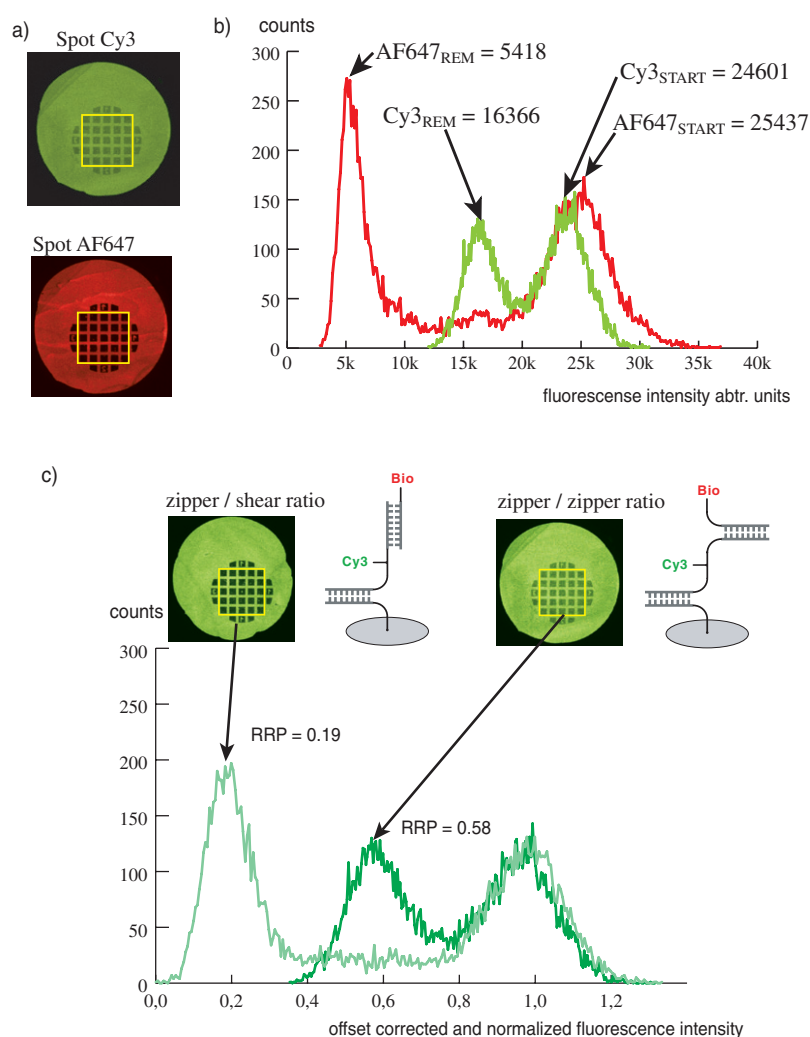 a)
Spot Cy3
Spot AF647
b)
counts
300
250
200
150
100
50
0
AF647REM = 5418
Cy3REM = 16366
Cy3START = 24601
AF647START = 25437
0 5k 10k 15k 20k 25k 30k 35k 40k
fluorescense intensity abtr. units
c)
zipper / shear ratio
Bio
Cy3
zipper / zipper ratio
Bio
Cy3
counts
300
250
200
150
100
50
0
RRP = 0.19
RRP = 0.58
0,0 0,2 0,4 0,6 0,8 1,0 1,2
offset corrected and normalized fluorescence intensity